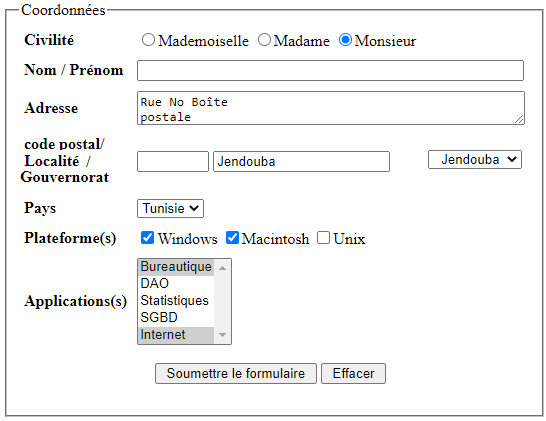 Coordonnées
Civilité Mademoiselle Madame Monsieur
Nom / Prénom
Adresse Rue No Boîte
postale
code postal/
Localité / Jendouba Jendouba
Gouvernorat
Pays Tunisie
Plateforme(s) Windows Macintosh Unix
Bureautique
DAO
Applications(s) Statistiques
SGBD
Internet
Soumettre le formulaire Effacer